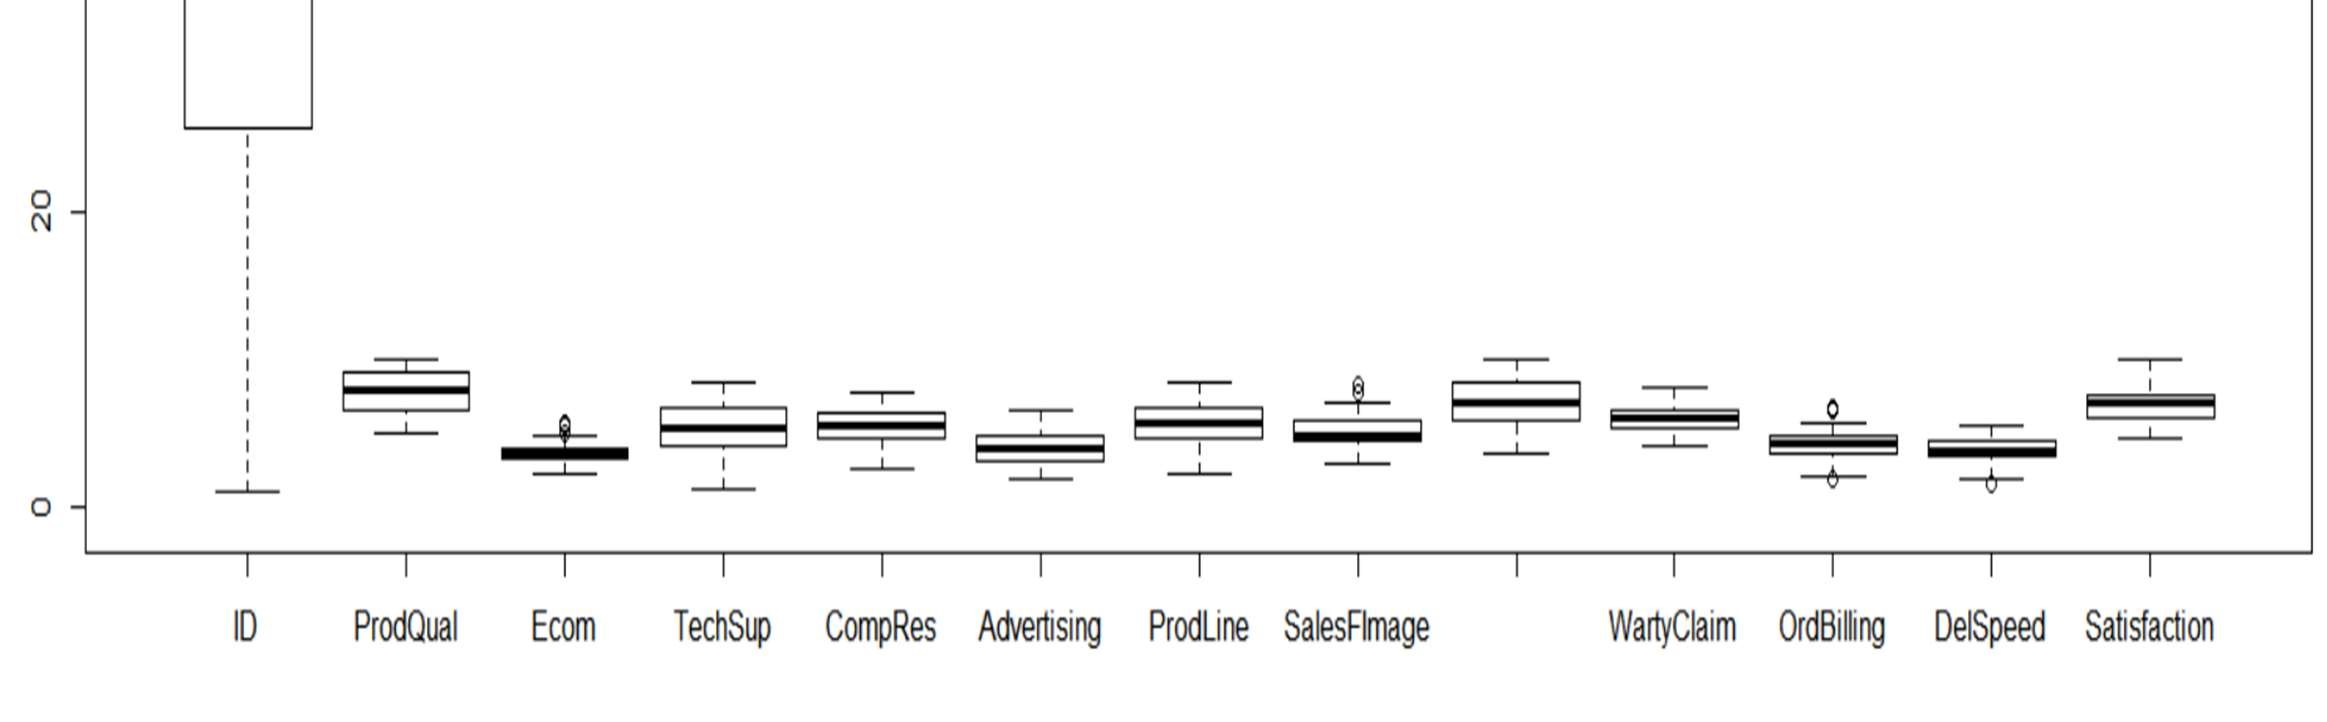 20
0
ID ProdQual Ecom TechSup CompRes Advertising ProdLine SalesFImage WartyClaim OrdBilling DelSpeed Satisfaction